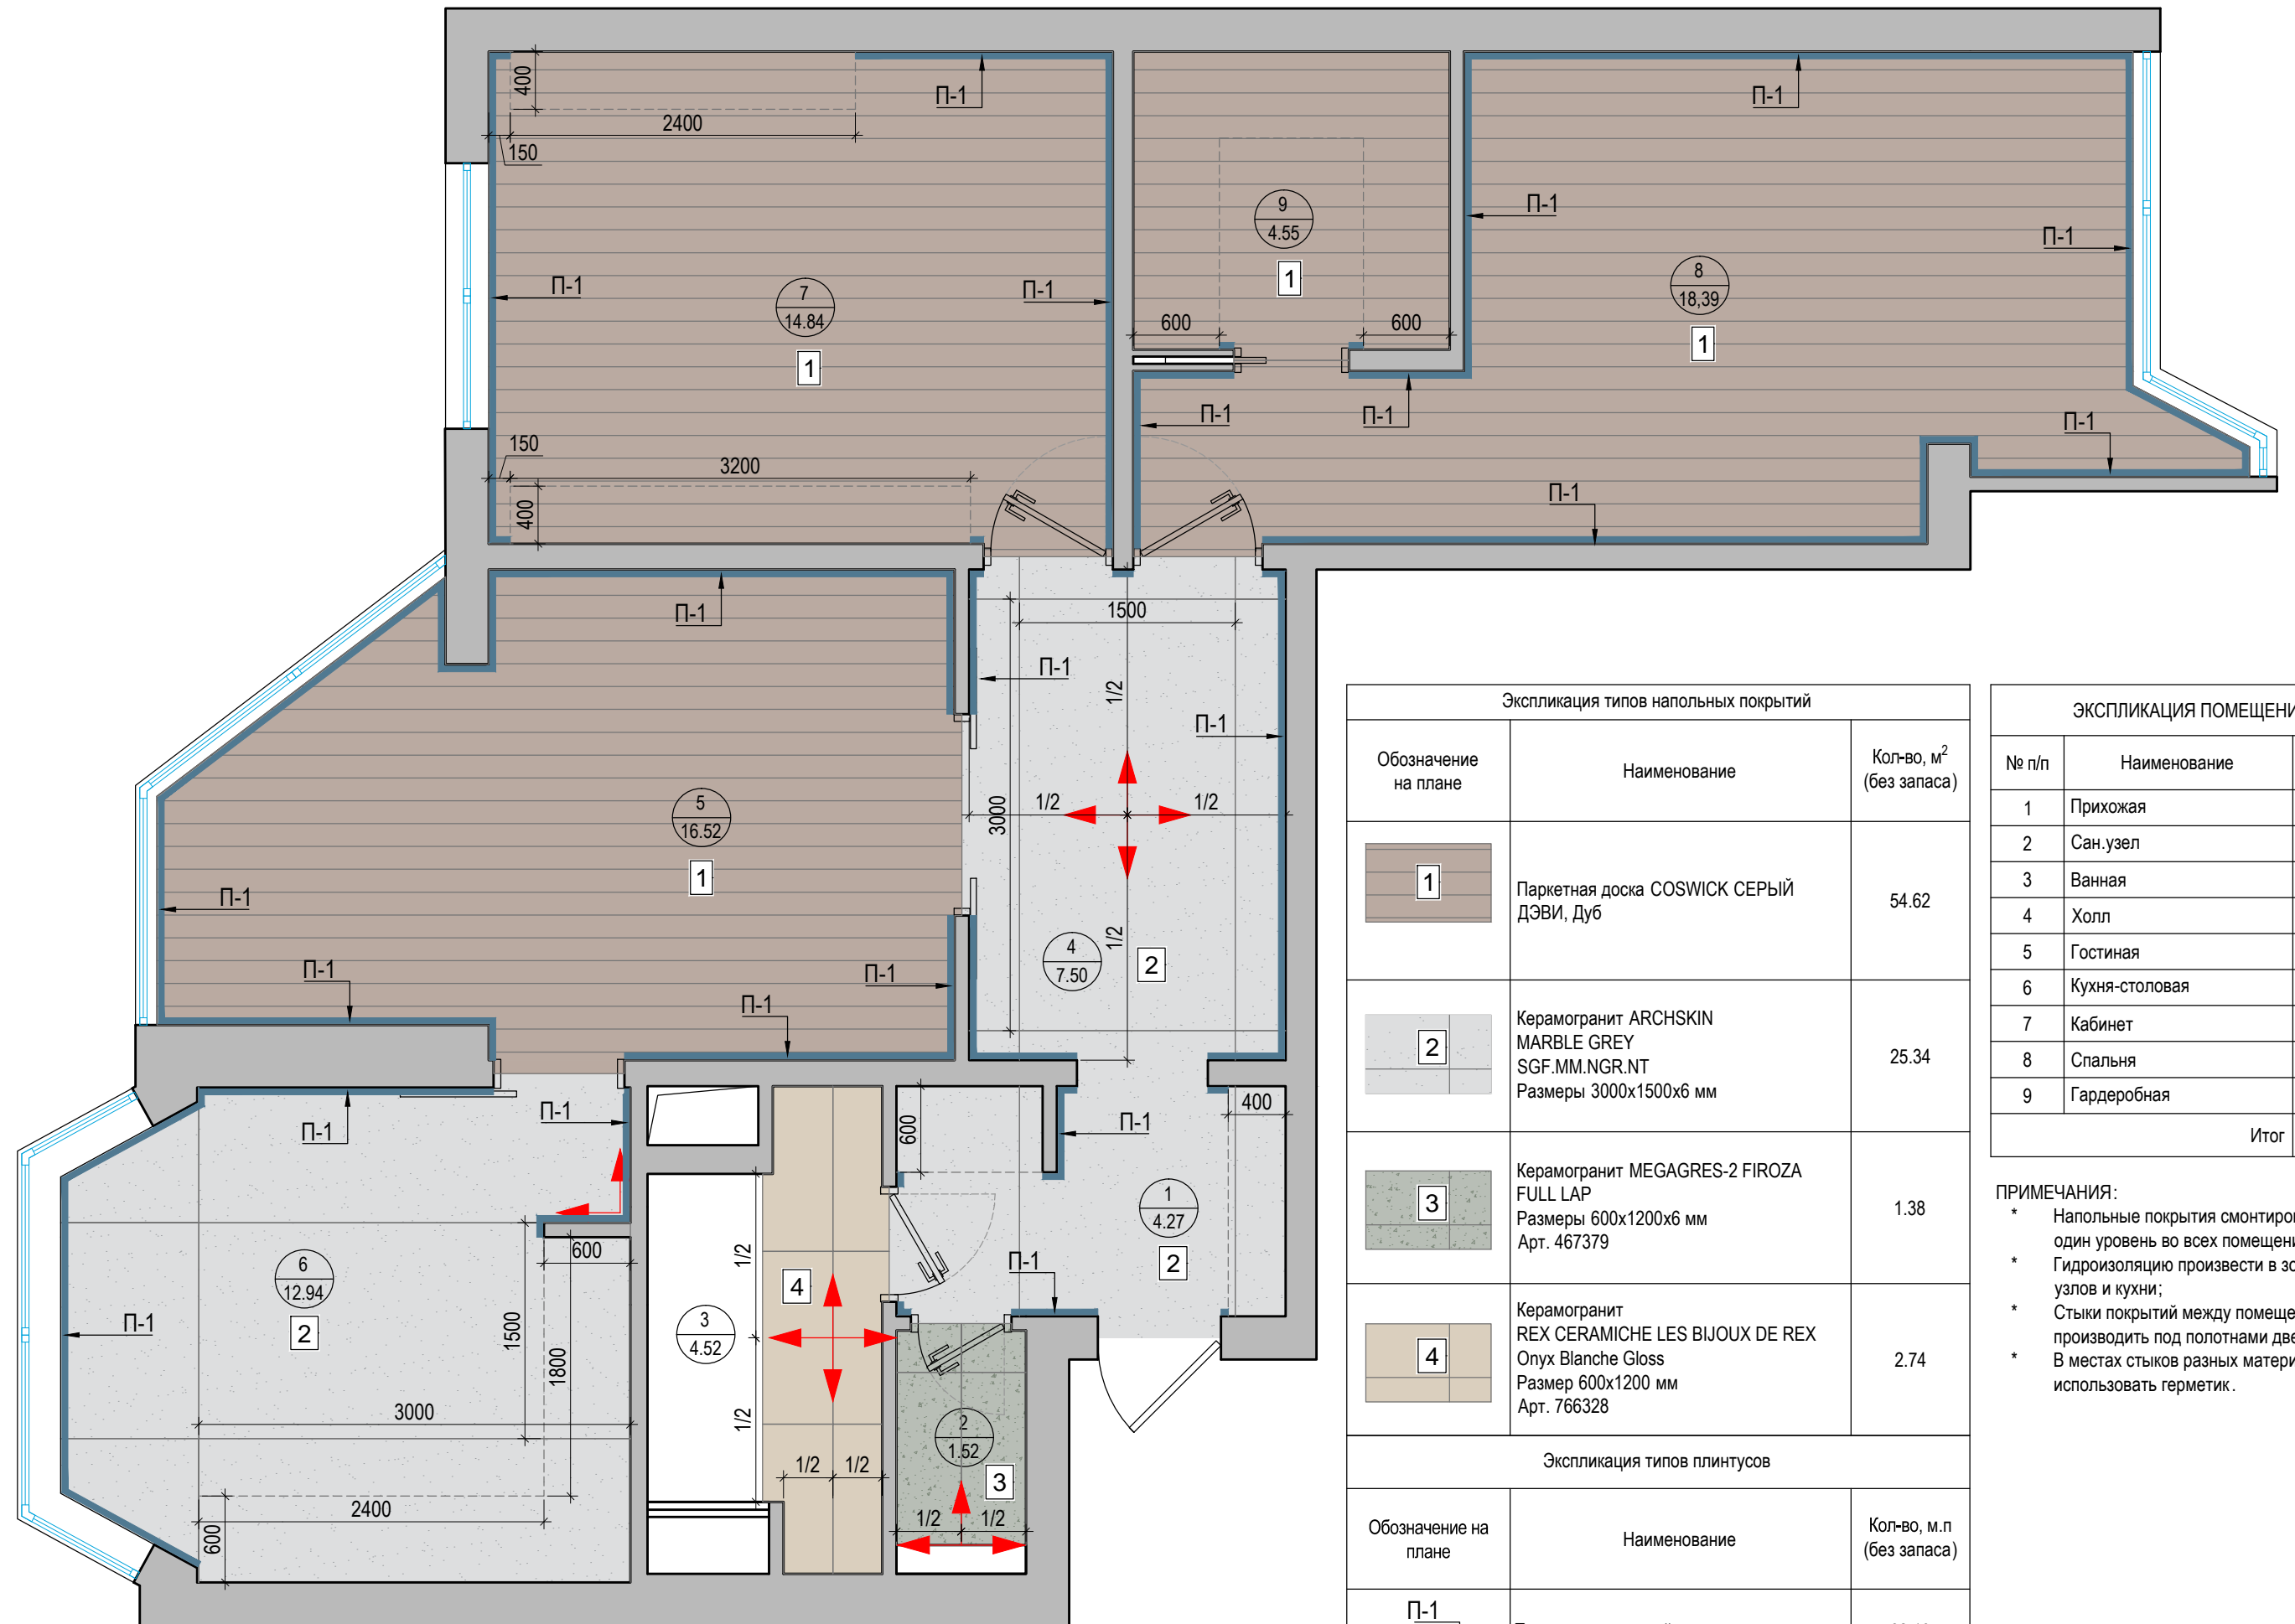 400
2400
150
П-1
П-1
П-1
7
14.84
1
150
3200
400
9
4.55
1
600
600
П-1
П-1
П-1
8
18,39
1
П-1
П-1
П-1
П-1
П-1
1500
1/2
П-1
П-1
3000
1/2
1/2
1/2
4
7.50
2
5
16.52
1
П-1
П-1
П-1
П-1
П-1
П-1
П-1
П-1
600
400
1
4.27
2
П-1
6
12.94
2
600
1500
1800
3000
2400
600
1/2
1/2
3
4.52
4
1/2
1/2
2
1.52
3
1/2
1/2
Экспликация типов напольных покрытий
Обозначение
на плане
Наименование
Кол-во, м²
(без запаса)
1
Паркетная доска COSWICK СЕРЫЙ
ДЭВИ, Дуб
54.62
2
Керамогранит ARCHSKIN
MARBLE GREY
SGF.MM.NGR.NT
Размеры 3000х1500х6 мм
25.34
3
Керамогранит MEGAGRES-2 FIROZA
FULL LAP
Размеры 600х1200х6 мм
Арт. 467379
1.38
4
Керамогранит
REX CERAMICHE LES BIJOUX DE REX
Onyx Blanche Gloss
Размер 600х1200 мм
Арт. 766328
2.74
Экспликация типов плинтусов
Обозначение на
плане
Наименование
Кол-во, м.п
(без запаса)
П-1
ЭКСПЛИКАЦИЯ ПОМЕЩЕНИ
№ п/п
Наименование
1 Прихожая
2 Сан.узел
3 Ванная
4 Холл
5 Гостиная
6 Кухня-столовая
7 Кабинет
8 Спальня
9 Гардеробная
Итог
ПРИМЕЧАНИЯ:
* Напольные покрытия смонтиро
один уровень во всех помещен
* Гидроизоляцию произвести в зо
узлов и кухни;
* Стыки покрытий между помеще
производить под полотнами две
* В местах стыков разных матери
использовать герметик.